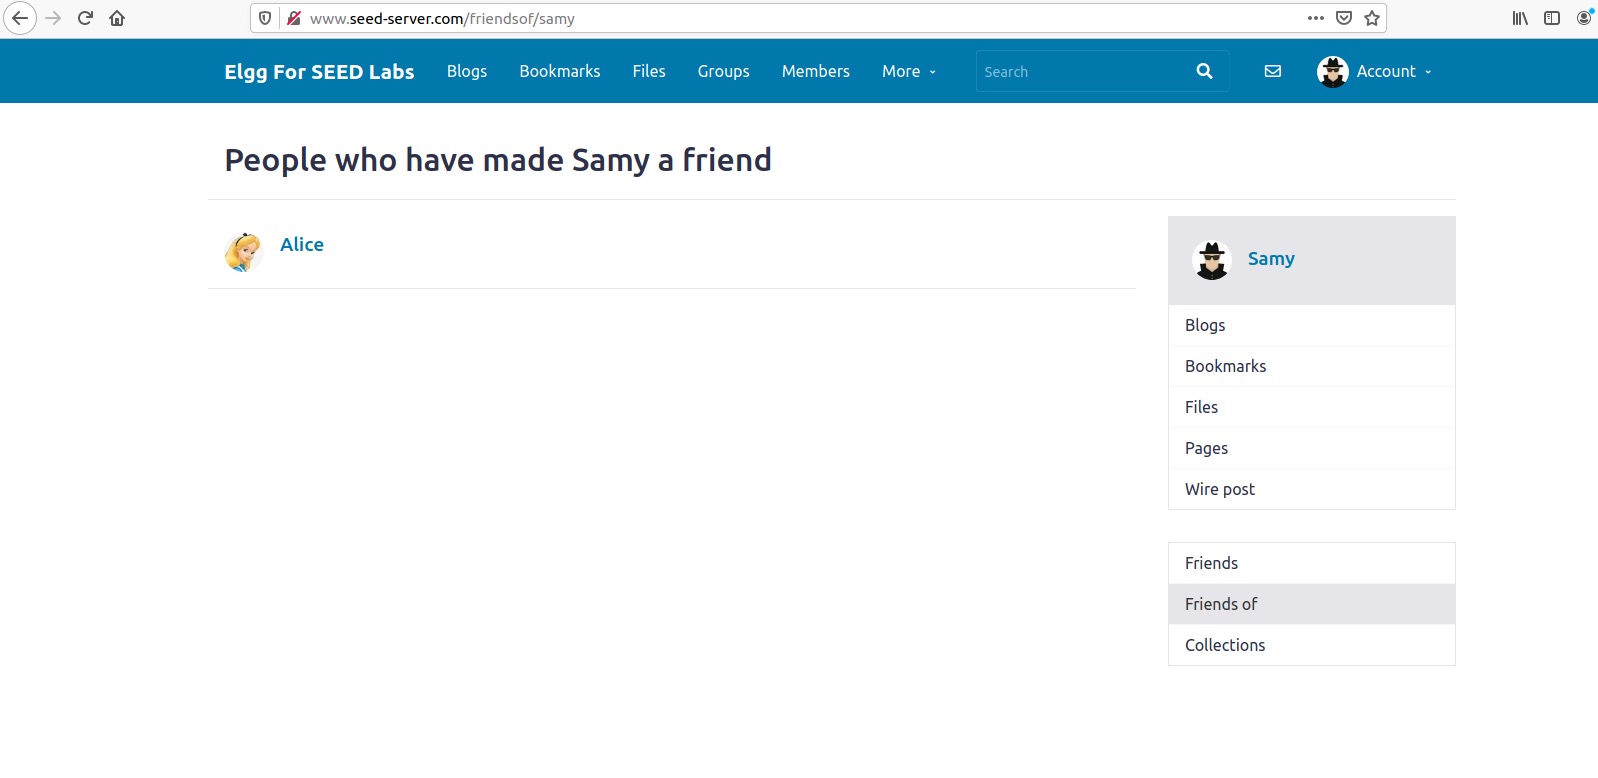 www.seed-server.com/friendsof/samy
Elgg For SEED Labs Blogs Bookmarks Files Groups Members More Search Account
People who have made Samy a friend
Alice
Samy
Blogs
Bookmarks
Files
Pages
Wire post
Friends
Friends of
Collections